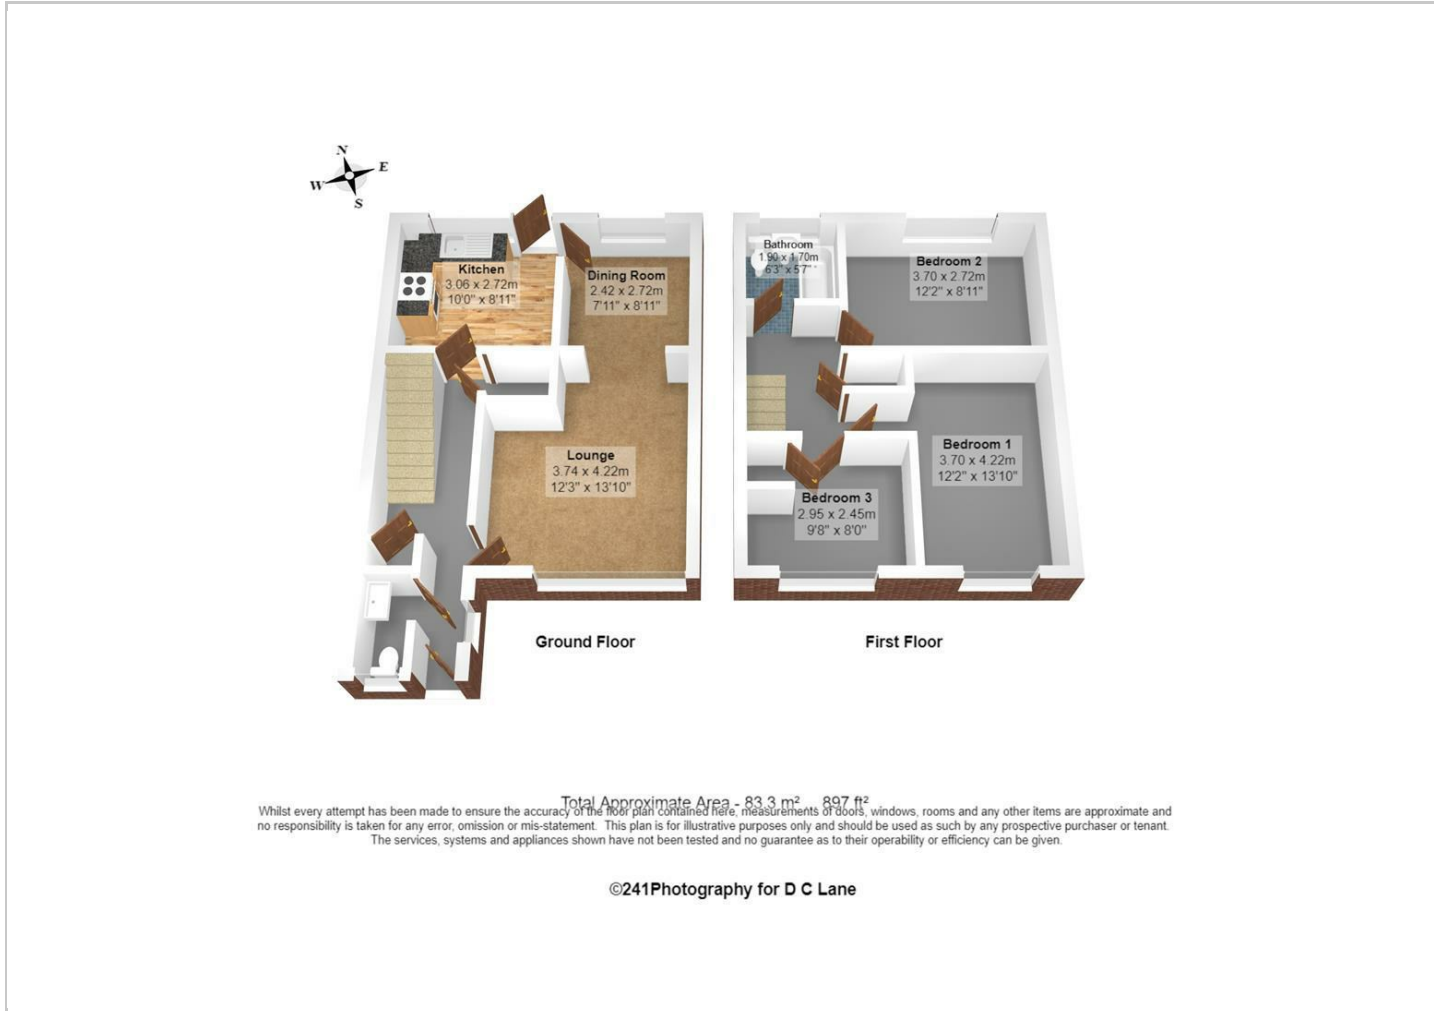 N
E
W
S
Kitchen
3.06 x 2.72m
10'0" x 8'11"
Dining Room
2.42 x 2.72m
7'11" x 8'11"
Lounge
3.74 x 4.22m
12'3" x 13'10"
Ground Floor
Bathroom
1.90 x 1.70m
6'3" x 5'7"
Bedroom 2
3.70 x 2.72m
12'2" x 8'11"
Bedroom 1
3.70 x 4.22m
12'2" x 13'10"
Bedroom 3
2.95 x 2.45m
9'8" x 8'0"
First Floor
Total Approximate Area - 83.3 m² ... 897 ft²
Whilst every attempt has been made to ensure the accuracy of the floor plan contained here, measurements of doors, windows, rooms and any other items are approximate and
no responsibility is taken for any error, omission or mis-statement. This plan is for illustrative purposes only and should be used as such by any prospective purchaser or tenant.
The services, systems and appliances shown have not been tested and no guarantee as to their operability or efficiency can be given.
©241Photography for D C Lane